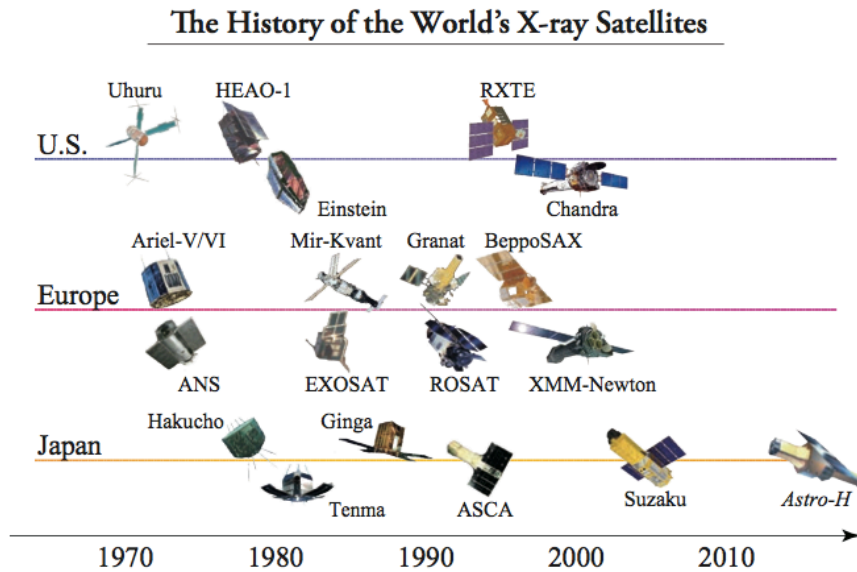 The History of the World's X-ray Satellites
Uhuru HEAO-1 RXTE
U.S.
Einstein Chandra
Ariel-V/VI Mir-Kvant Granat BeppoSAX
Europe
ANS EXOSAT ROSAT XMM-Newton
Hakucho Ginga
Japan
Tenma ASCA Suzaku Astro-H
1970 1980 1990 2000 2010